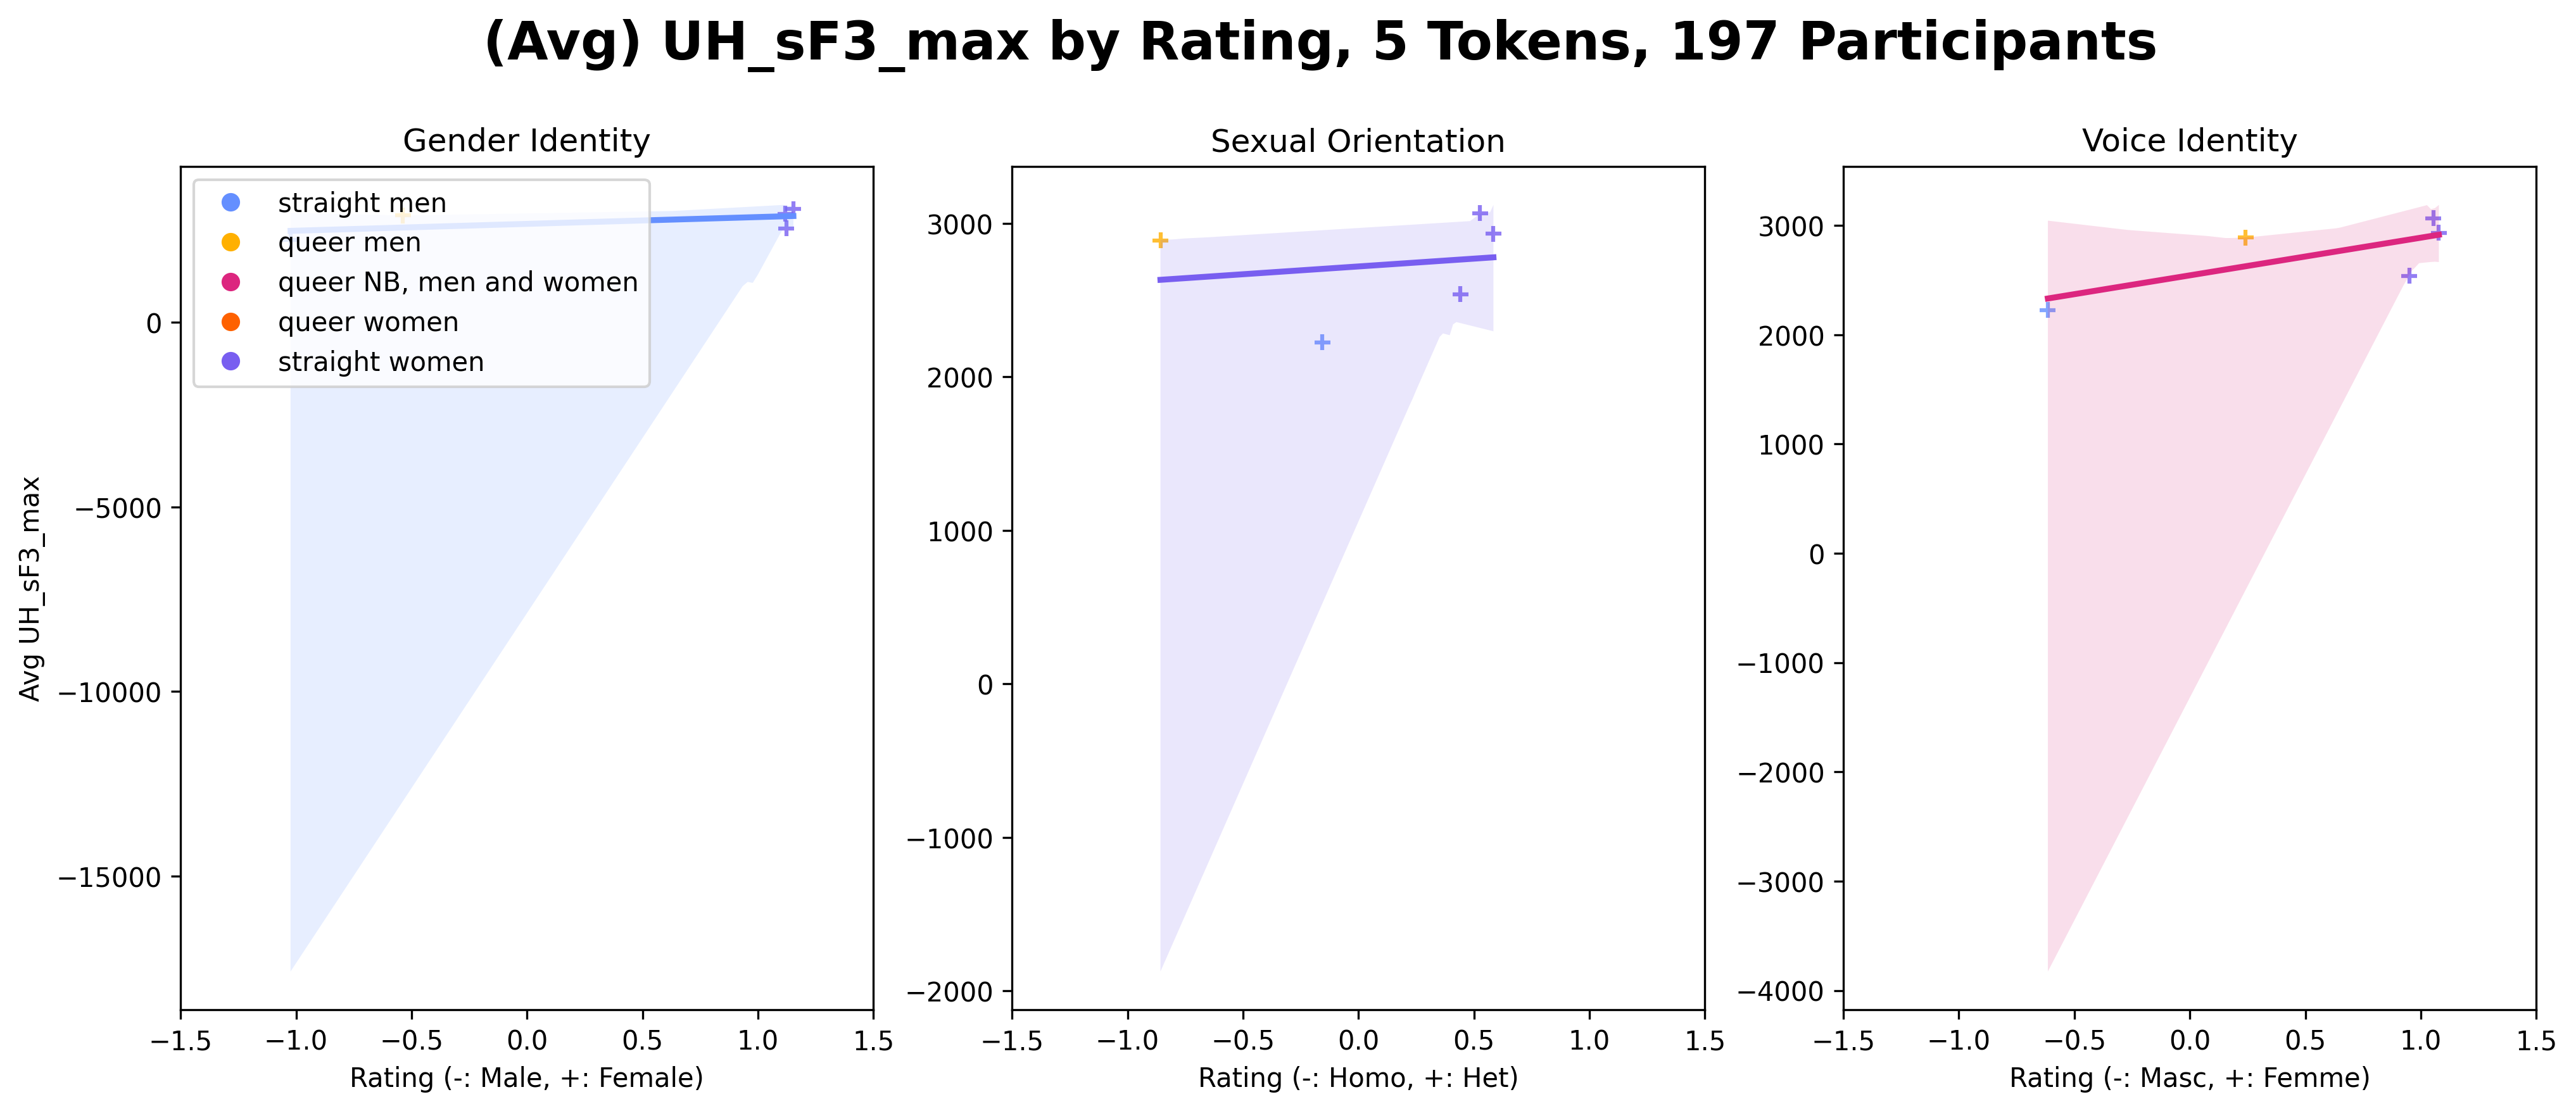 (Avg) UH_sF3_max by Rating, 5 Tokens, 197 Participants
Gender Identity
straight men
queer men
queer NB, men and women
queer women
straight women
0
−5000
−10000
−15000
Avg UH_sF3_max
−1.5 −1.0 −0.5 0.0 0.5 1.0 1.5
Rating (-: Male, +: Female)
Sexual Orientation
3000
2000
1000
0
−1000
−2000
−1.5 −1.0 −0.5 0.0 0.5 1.0 1.5
Rating (-: Homo, +: Het)
Voice Identity
3000
2000
1000
0
−1000
−2000
−3000
−4000
−1.5 −1.0 −0.5 0.0 0.5 1.0 1.5
Rating (-: Masc, +: Femme)